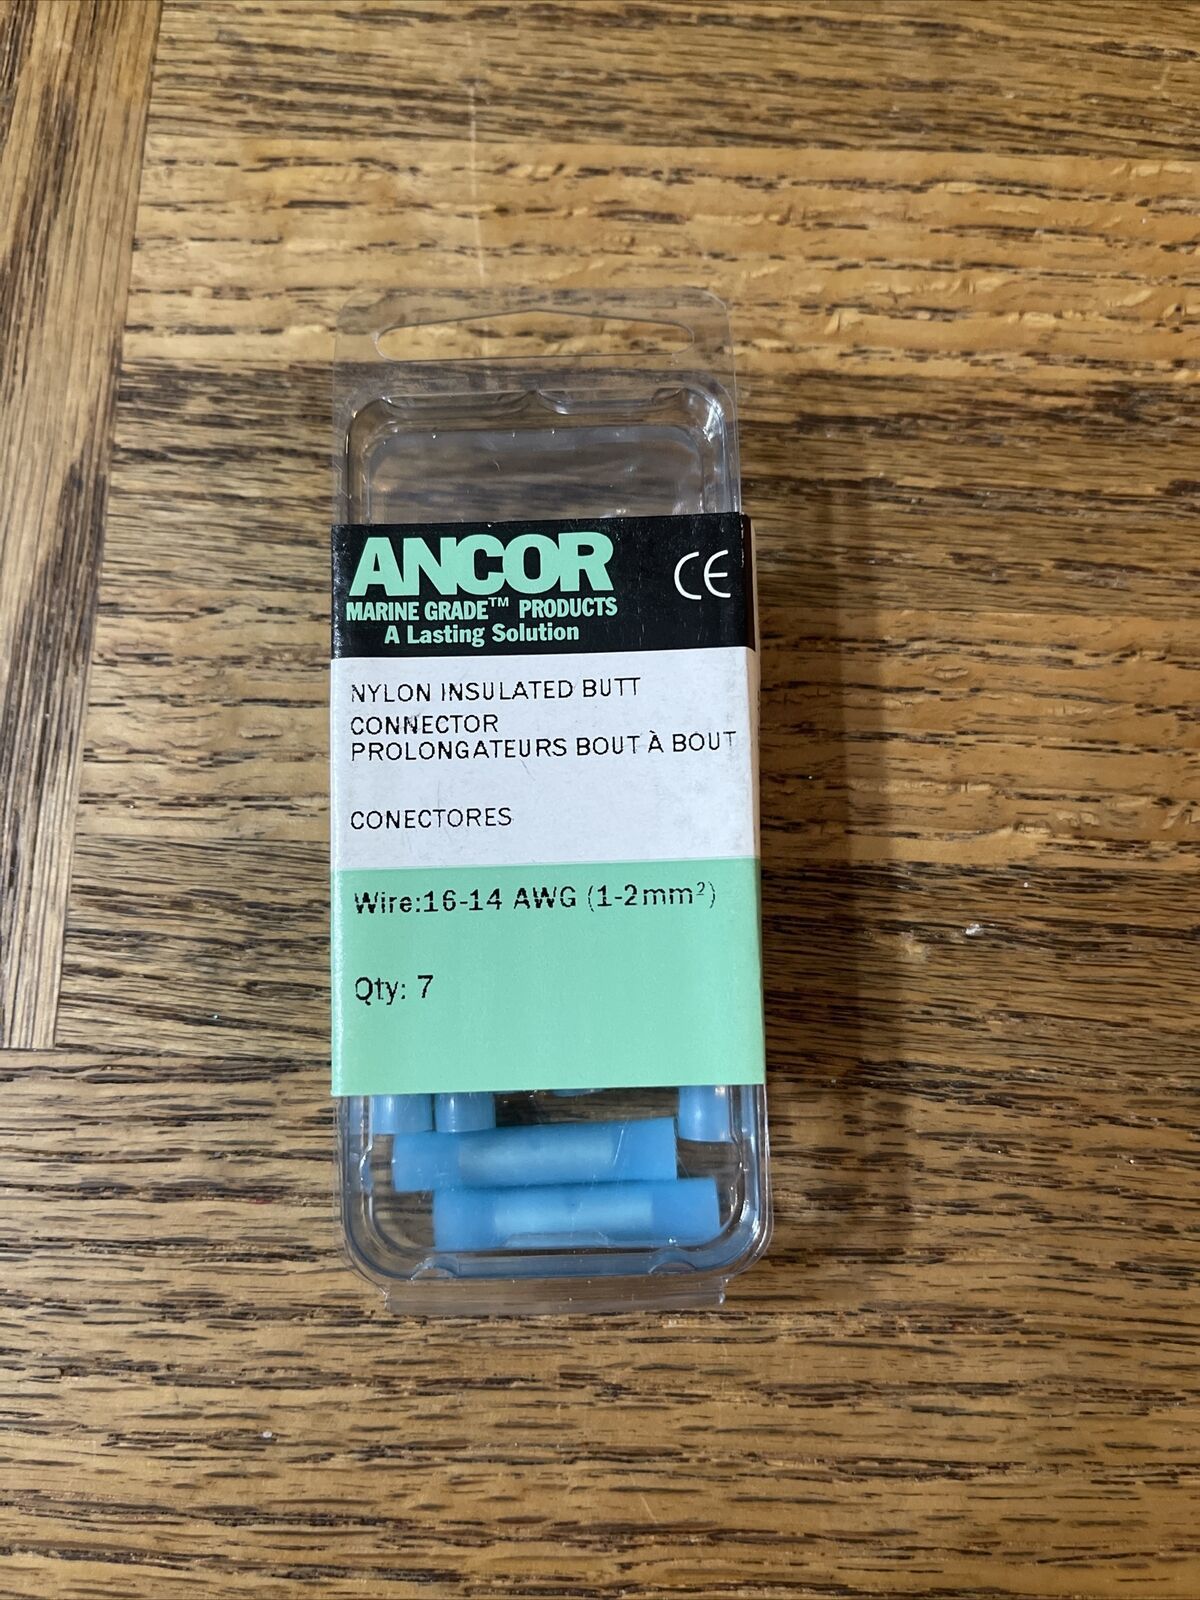 ANCOR
CE
MARINE GRADE™ PRODUCTS
A Lasting Solution
NYLON INSULATED BUTT
CONNECTOR
PROLONGATEURS BOUT À BOUT
CONECTORES
Wire:16-14 AWG (1-2mm²)
Qty: 7